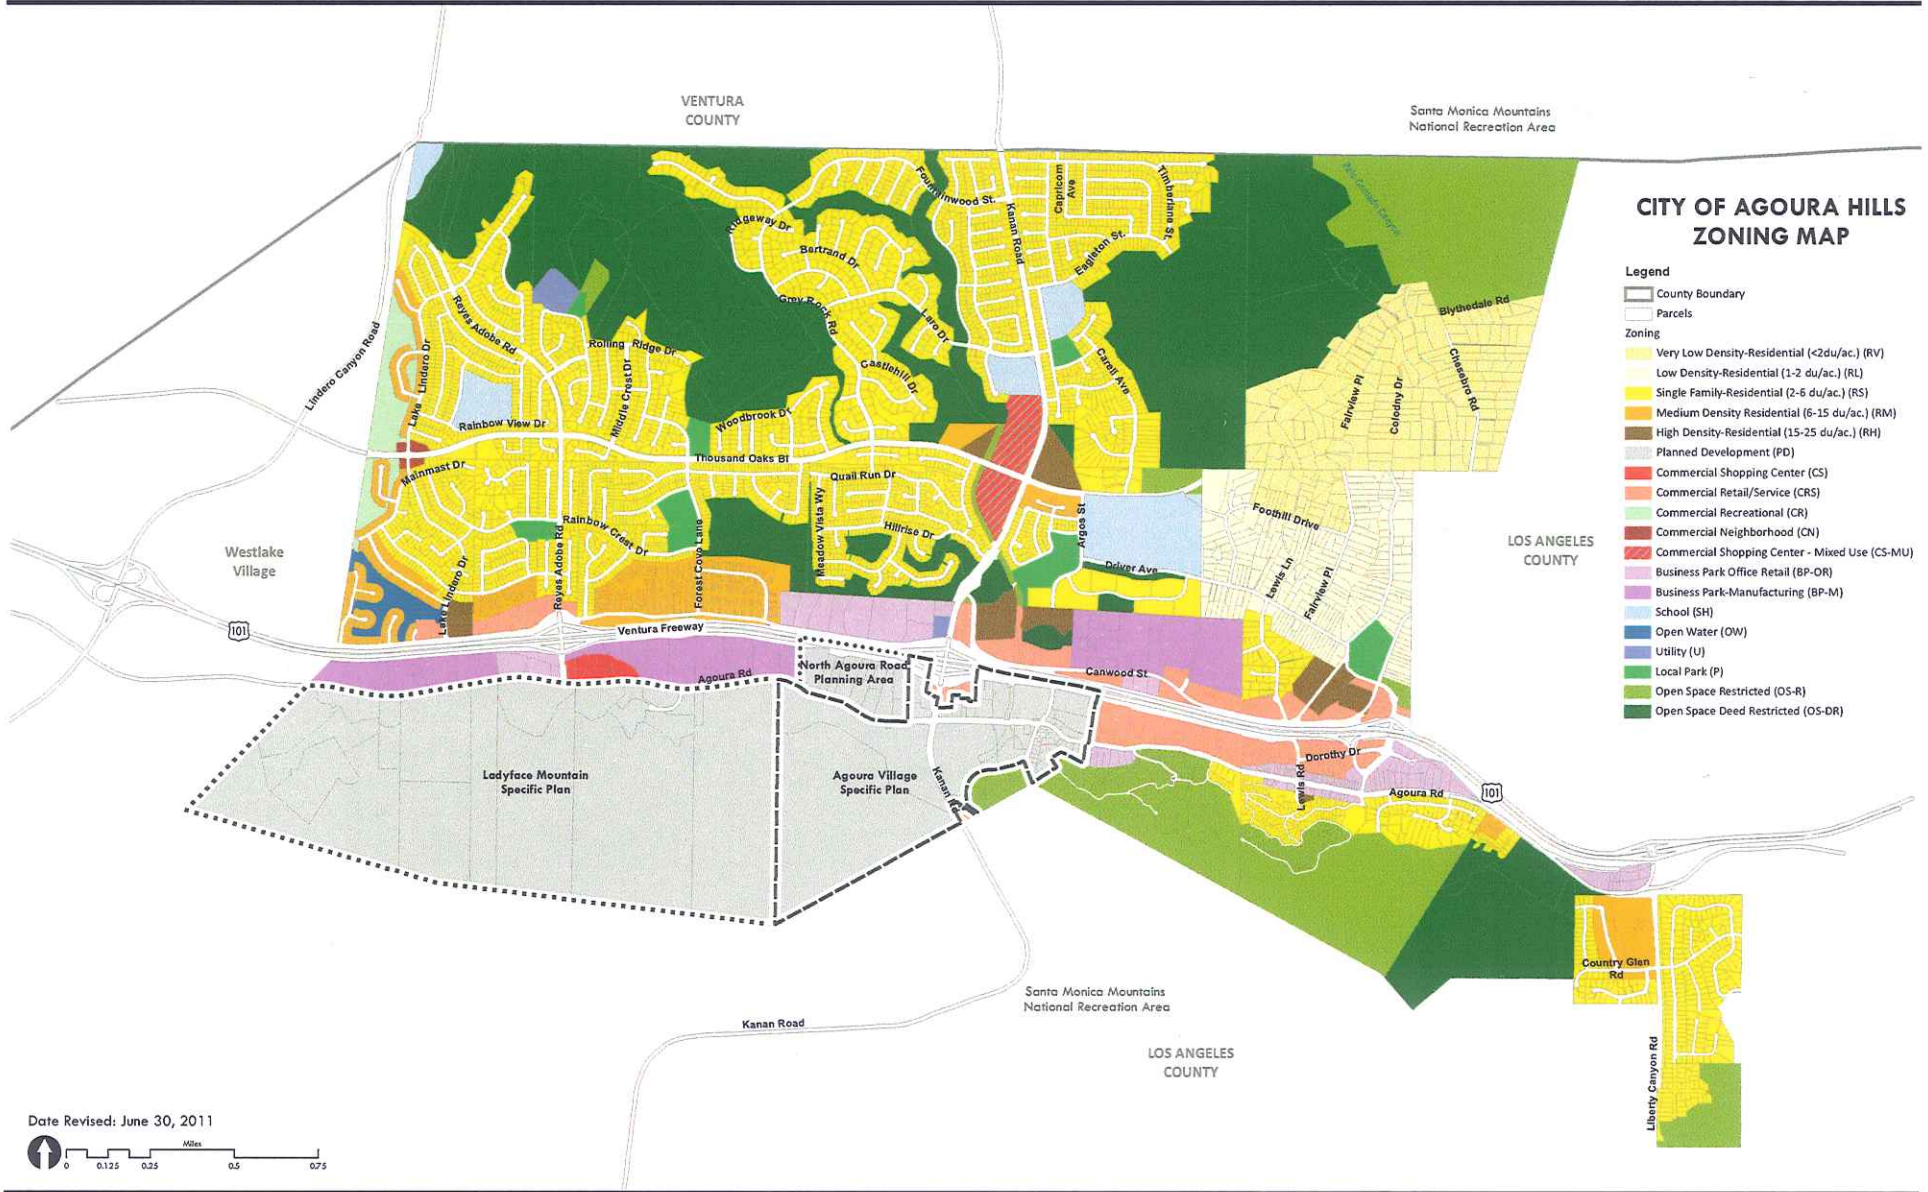 VENTURA
COUNTY
Santa Monica Mountains
National Recreation Area
CITY OF AGOURA HILLS
ZONING MAP
Legend
County Boundary
Parcels
Zoning
Very Low Density-Residential (<2du/ac.) (RV)
Low Density-Residential (1-2 du/ac.) (RL)
Single Family-Residential (2-6 du/ac.) (RS)
Medium Density Residential (6-15 du/ac.) (RM)
High Density-Residential (15-25 du/ac.) (RH)
Planned Development (PD)
Commercial Shopping Center (CS)
Commercial Retail/Service (CRS)
Commercial Recreational (CR)
Commercial Neighborhood (CN)
Commercial Shopping Center - Mixed Use (CS-MU)
Business Park Office Retail (BP-OR)
Business Park-Manufacturing (BP-M)
School (SH)
Open Water (OW)
Utility (U)
Local Park (P)
Open Space Restricted (OS-R)
Open Space Deed Restricted (OS-DR)
Fountainwood St.
Capricorn
Ave
Timberlane St.
Kanan Road
Ridgeway Dr
Bertrand Dr
Eagleton St.
Grey Rock Rd
Laro Dr
Reyes Adobe Rd
Rolling Ridge Dr
Castlehill Dr
Carell Ave
Blythedale Rd
Chesebro Rd
Fairview Pl
Colodny Dr
Lindero Canyon Road
Lake Lindero Dr
Middle Crest Dr
Rainbow View Dr
Woodbrook Dr
Thousand Oaks Bl
Mainmast Dr
Quail Run Dr
Meadow Vista Wy
Hillrise Dr
Rainbow Crest Dr
Reyes Adobe Rd
Forest Cove Lane
Argos St
Driver Ave
Foothill Drive
Lewis Ln
Fairview Pl
LOS ANGELES
COUNTY
Westlake
Village
Lake Lindero Dr
101
Ventura Freeway
Agoura Rd
North Agoura Road
Planning Area
Canwood St
Ladyface Mountain
Specific Plan
Agoura Village
Specific Plan
Kanan Rd
Dorothy Dr
Lewis Rd
Agoura Rd
101
Country Glen
Rd
Liberty Canyon Rd
Santa Monica Mountains
National Recreation Area
Kanan Road
LOS ANGELES
COUNTY
Date Revised: June 30, 2011
Miles
0 0.125 0.25 0.5 0.75